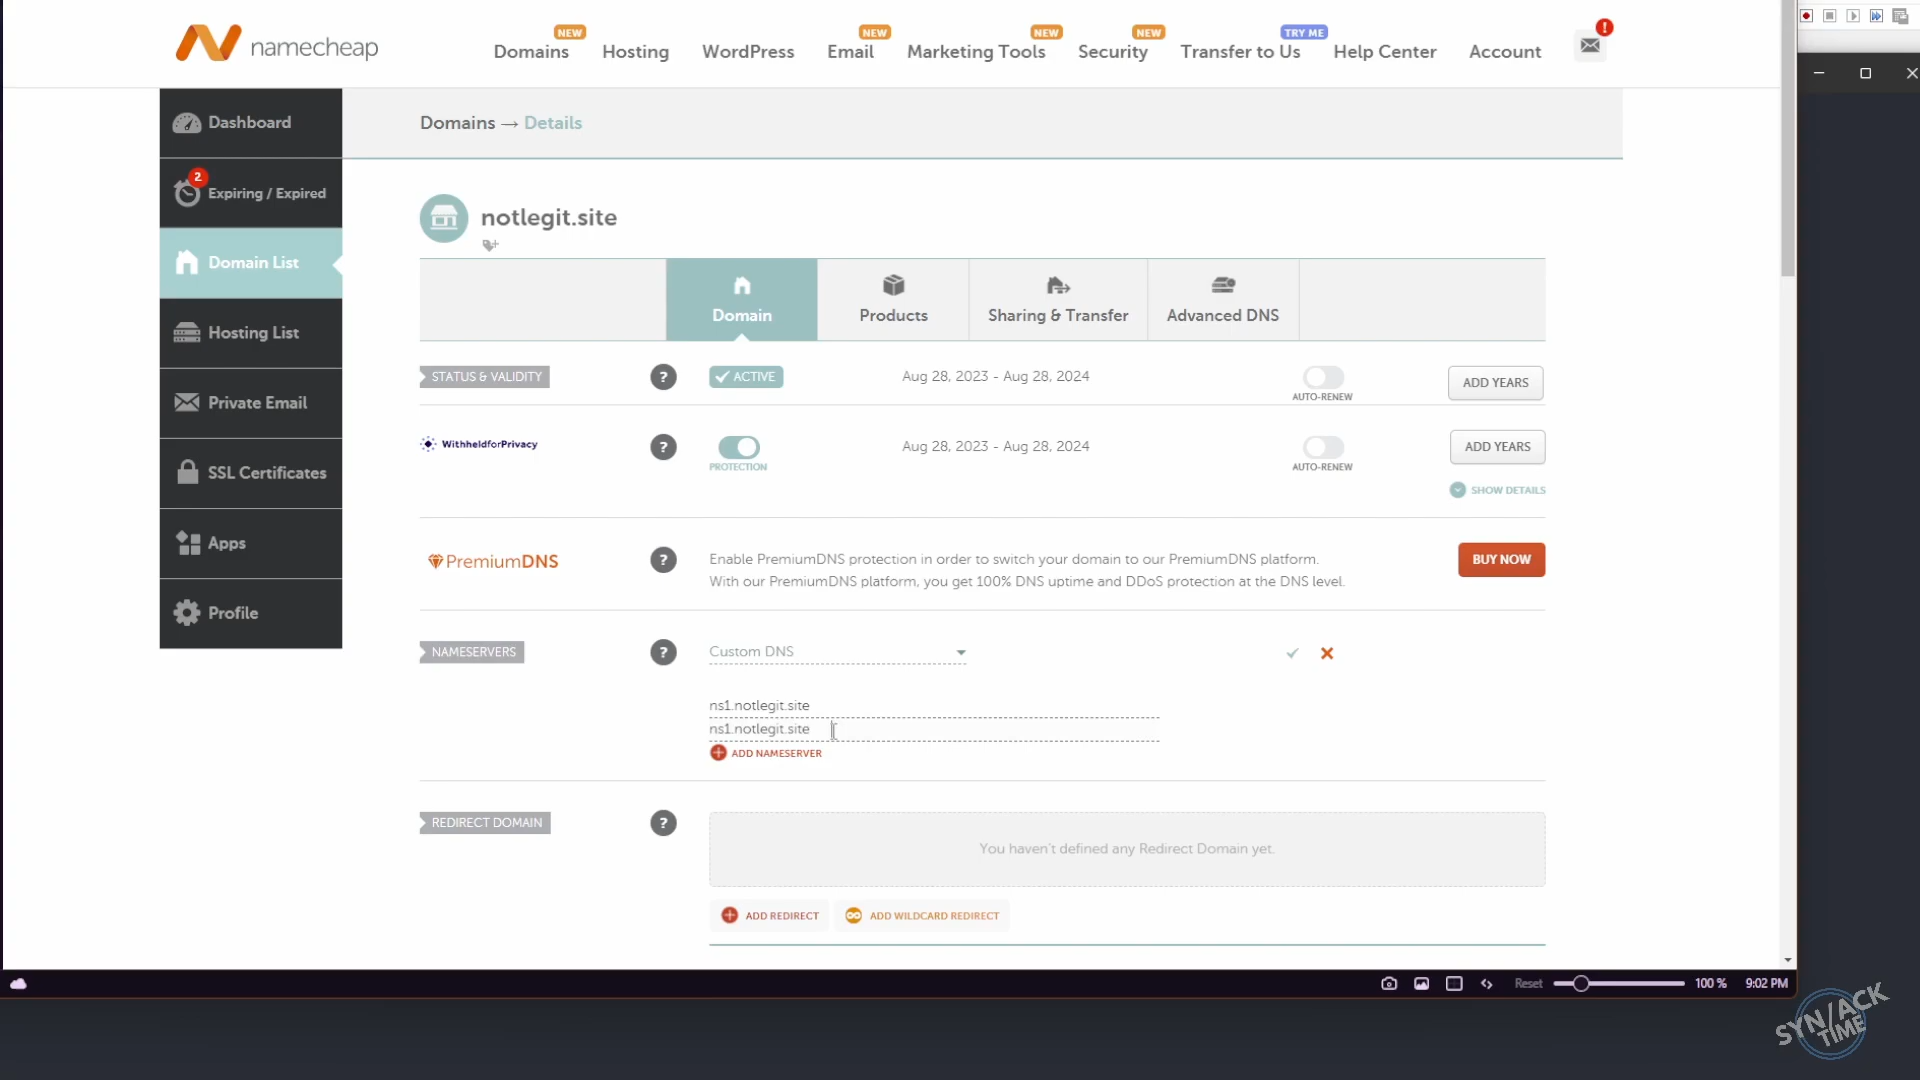 namecheap
NEW
Domains
Hosting
WordPress
NEW
Email
NEW
Marketing Tools
NEW
Security
TRY ME
Transfer to Us
Help Center
Account
!
Dashboard
2
Expiring / Expired
Domain List
Hosting List
Private Email
SSL Certificates
Apps
Profile
Domains → Details
notlegit.site
Domain
Products
Sharing & Transfer
Advanced DNS
STATUS & VALIDITY
?
ACTIVE
Aug 28, 2023 - Aug 28, 2024
AUTO-RENEW
ADD YEARS
WithheldforPrivacy
?
PROTECTION
Aug 28, 2023 - Aug 28, 2024
AUTO-RENEW
ADD YEARS
SHOW DETAILS
PremiumDNS
?
Enable PremiumDNS protection in order to switch your domain to our PremiumDNS platform.
With our PremiumDNS platform, you get 100% DNS uptime and DDoS protection at the DNS level.
BUY NOW
NAMESERVERS
?
Custom DNS
ns1.notlegit.site
ns1.notlegit.site
ADD NAMESERVER
REDIRECT DOMAIN
?
You haven't defined any Redirect Domain yet.
ADD REDIRECT
ADD WILDCARD REDIRECT
Reset
100 %
9:02 PM
SYN/ACK
TIME